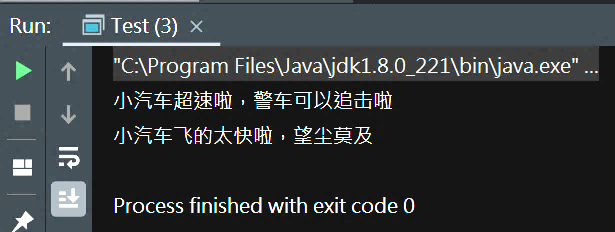 Run: Test (3) ×
"C:\Program Files\Java\jdk1.8.0_221\bin\java.exe" ...
小汽车超速啦，警车可以追击啦
小汽车飞的太快啦，望尘莫及
Process finished with exit code 0